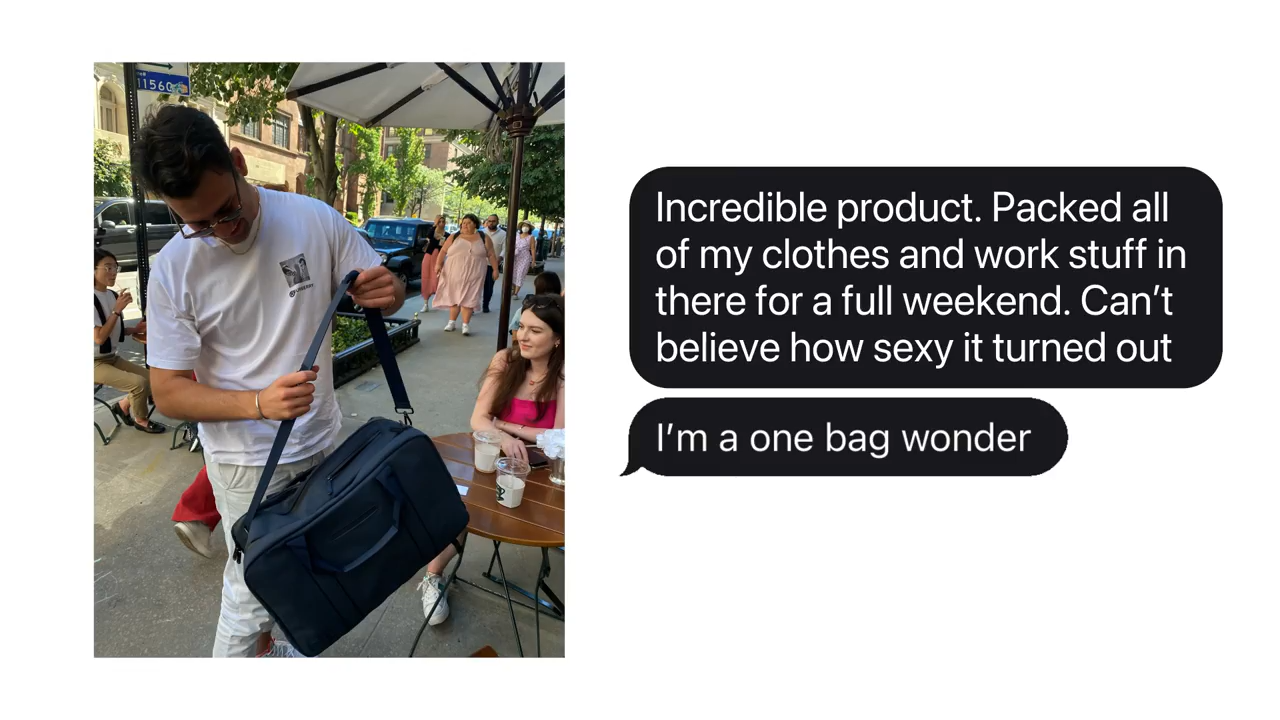 11560
Incredible product. Packed all
of my clothes and work stuff in
there for a full weekend. Can’t
believe how sexy it turned out
I’m a one bag wonder